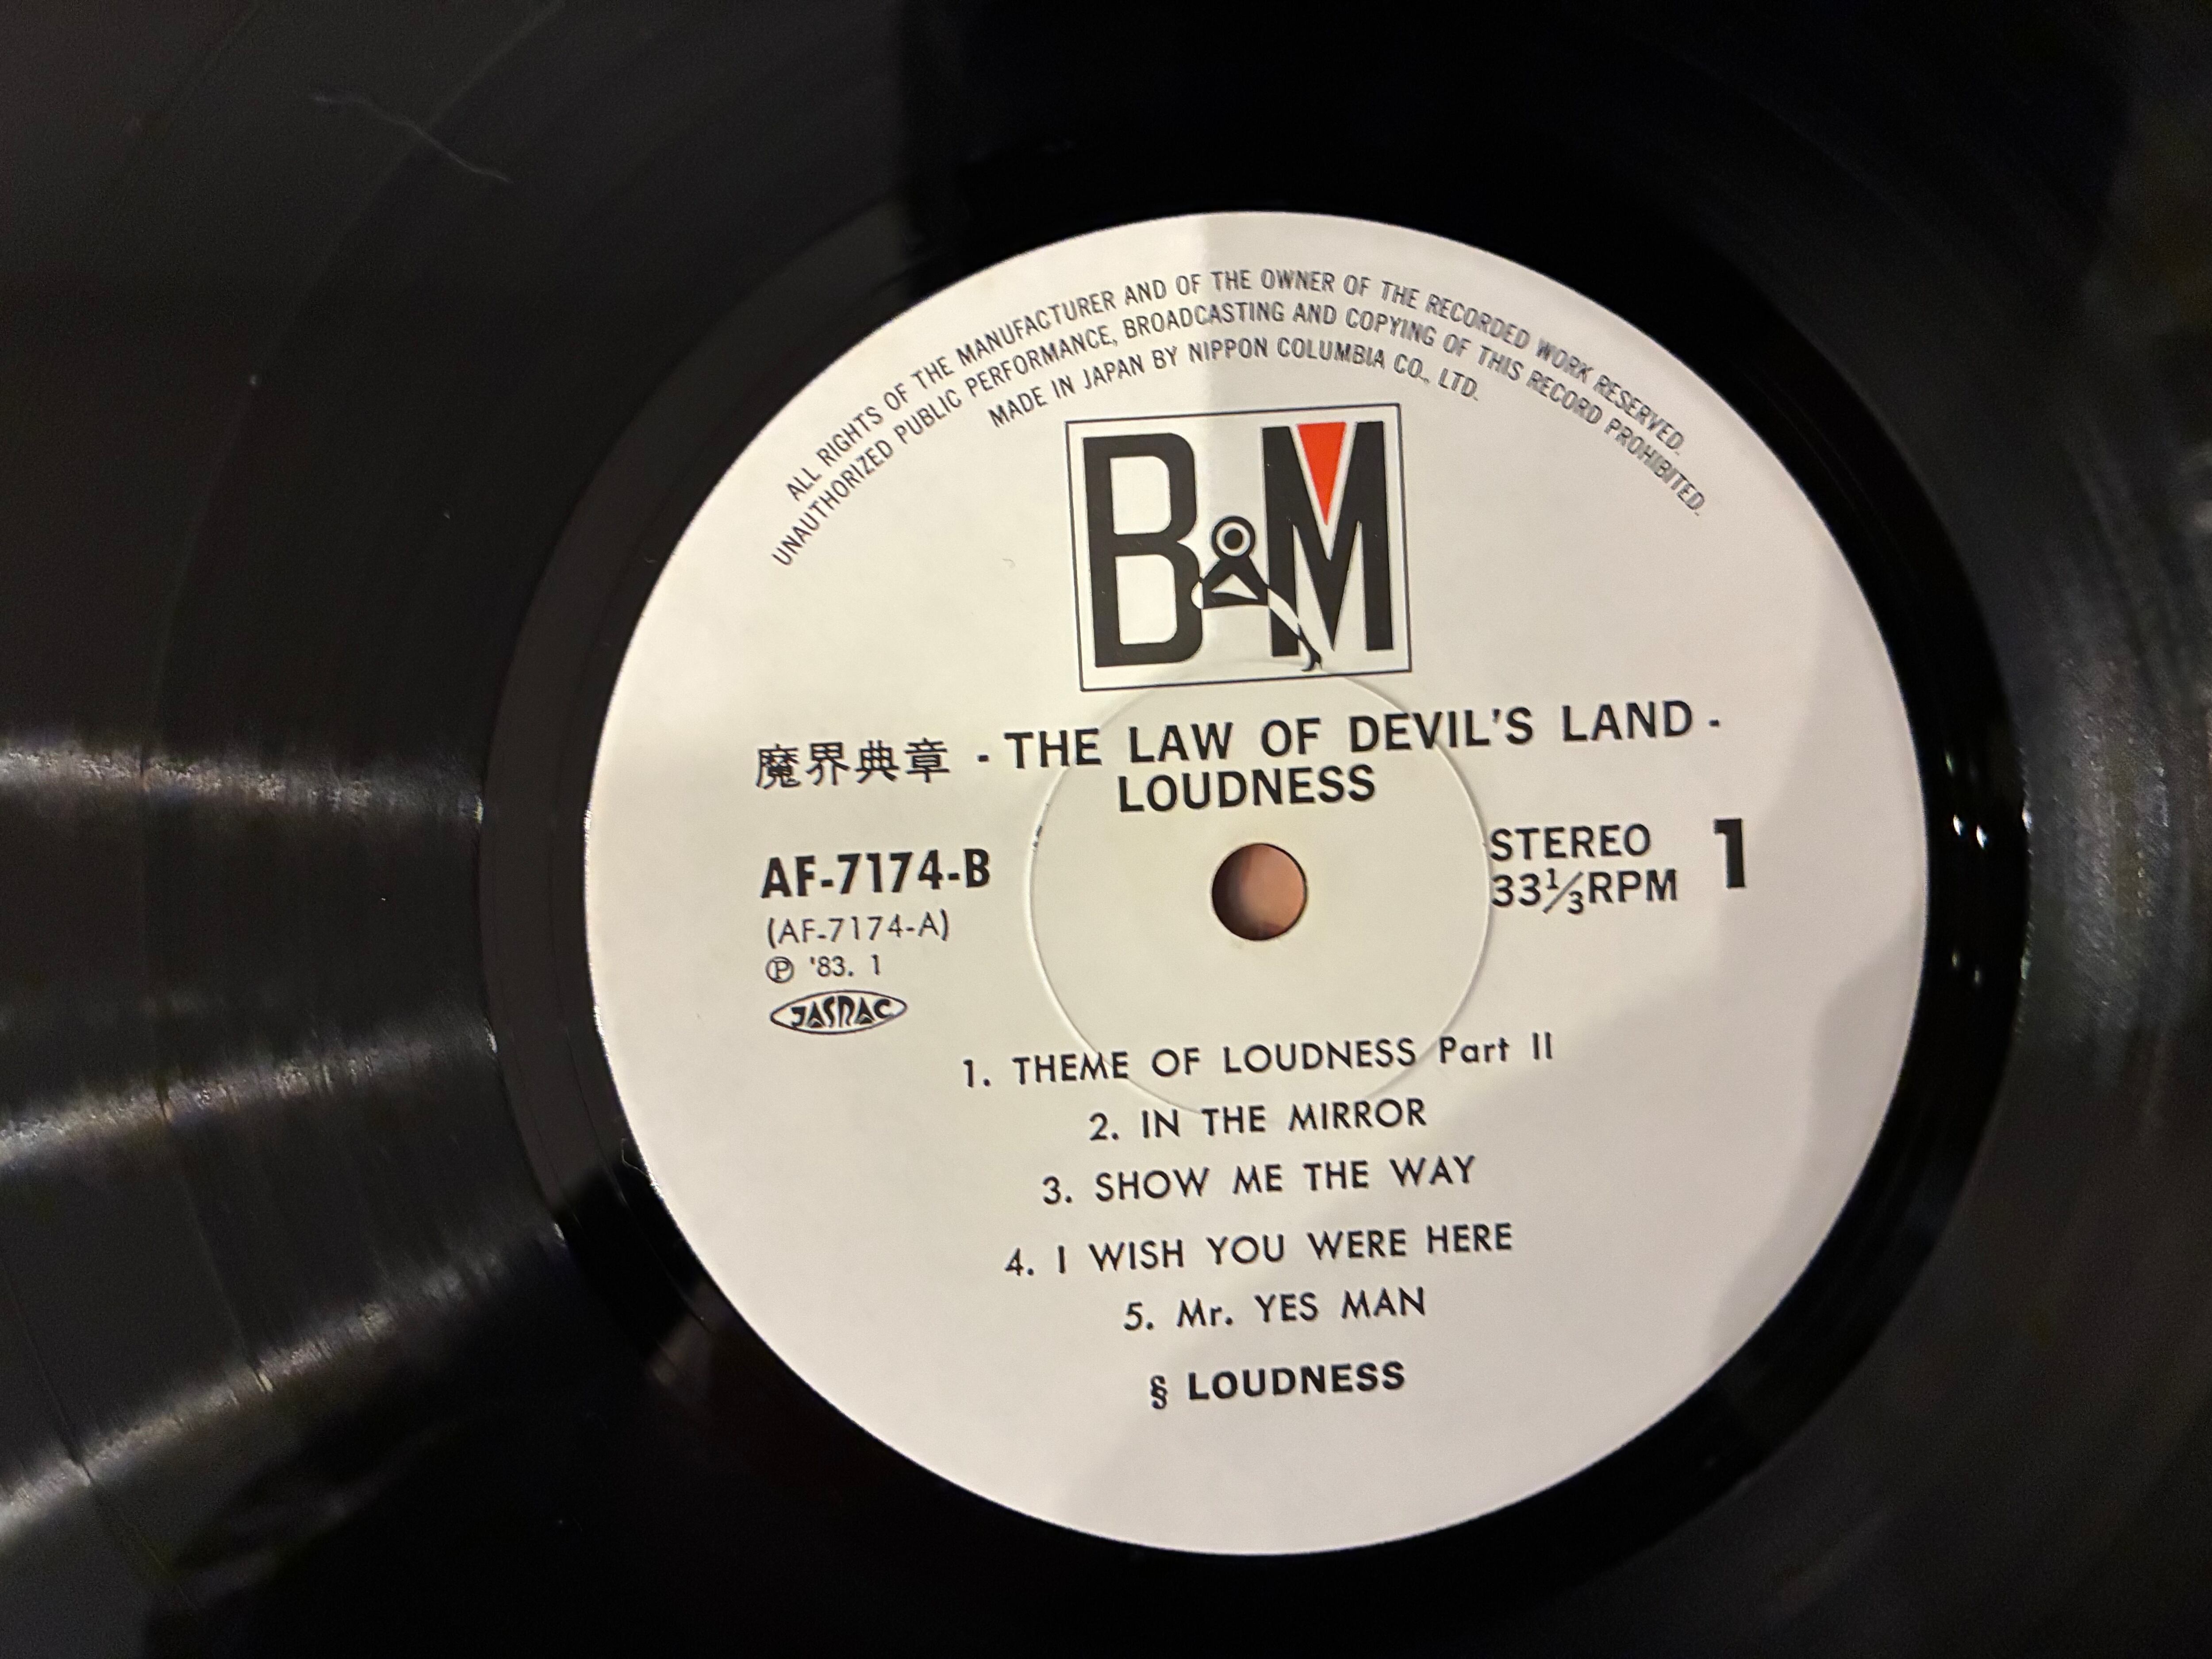 ALL RIGHTS OF THE MANUFACTURER AND OF THE OWNER OF THE RECORDED WORK RESERVED.
UNAUTHORIZED PUBLIC PERFORMANCE, BROADCASTING AND COPYING OF THIS RECORD PROHIBITED.
MADE IN JAPAN BY NIPPON COLUMBIA CO., LTD.
B&M
魔界典章 - THE LAW OF DEVIL'S LAND -
LOUDNESS
AF-7174-B
(AF-7174-A)
Ⓟ '83. 1
JASRAC
STEREO 1
33⅓RPM
1. THEME OF LOUDNESS Part II
2. IN THE MIRROR
3. SHOW ME THE WAY
4. I WISH YOU WERE HERE
5. Mr. YES MAN
§ LOUDNESS